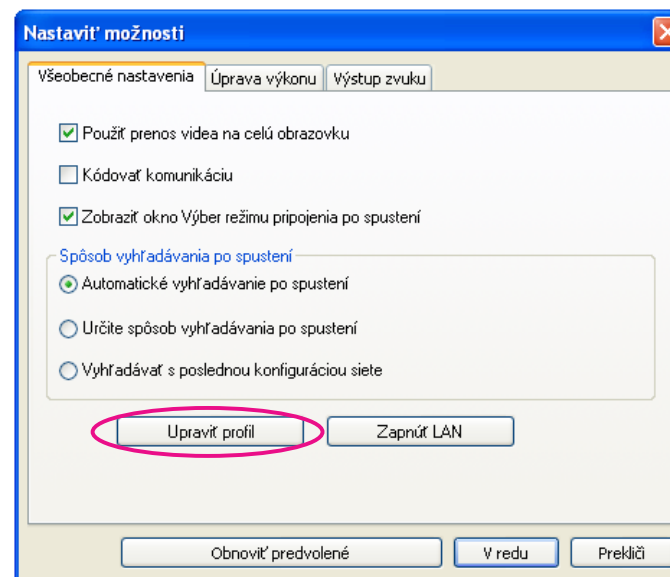 Nastaviť možnosti
Všeobecné nastavenia Úprava výkonu Výstup zvuku
Použiť prenos videa na celú obrazovku
Kódovať komunikáciu
Zobraziť okno Výber režimu pripojenia po spustení
Spôsob vyhľadávania po spustení
Automatické vyhľadávanie po spustení
Určite spôsob vyhľadávania po spustení
Vyhľadávať s poslednou konfiguráciou siete
Upraviť profil Zapnúť LAN
Obnoviť predvolené V redu Prekliči